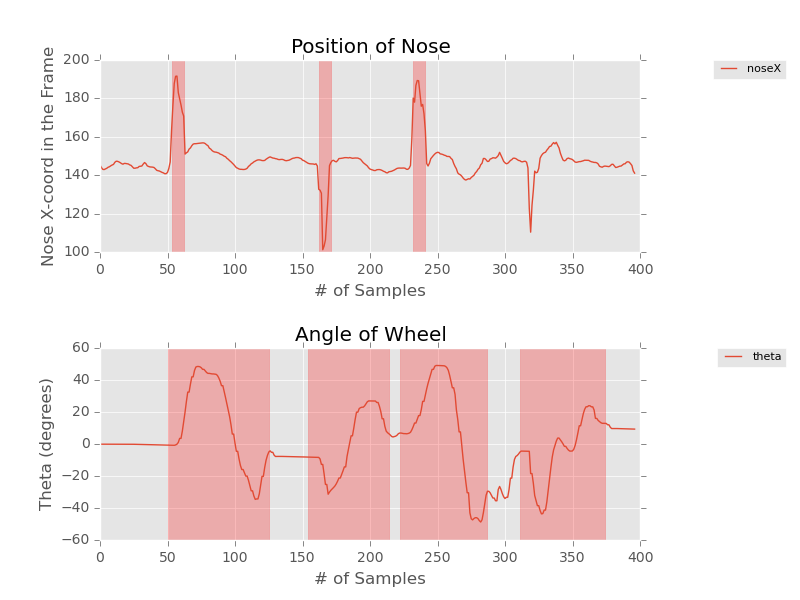 Position of Nose
Nose X-coord in the Frame
200
180
160
140
120
100
0 50 100 150 200 250 300 350 400
# of Samples
noseX
Angle of Wheel
Theta (degrees)
60
40
20
0
−20
−40
−60
0 50 100 150 200 250 300 350 400
# of Samples
theta